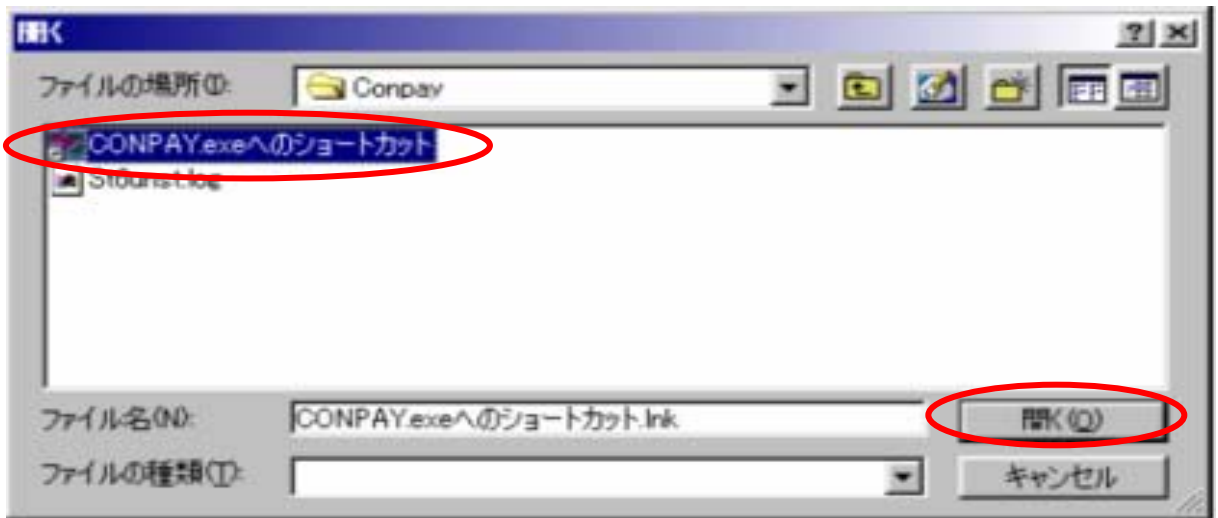 開く
ファイルの場所(I):
Conpay
CONPAY.exeへのショートカット
St6unst.log
ファイル名(N):
CONPAY.exeへのショートカット.lnk
開く(O)
ファイルの種類(T):
キャンセル